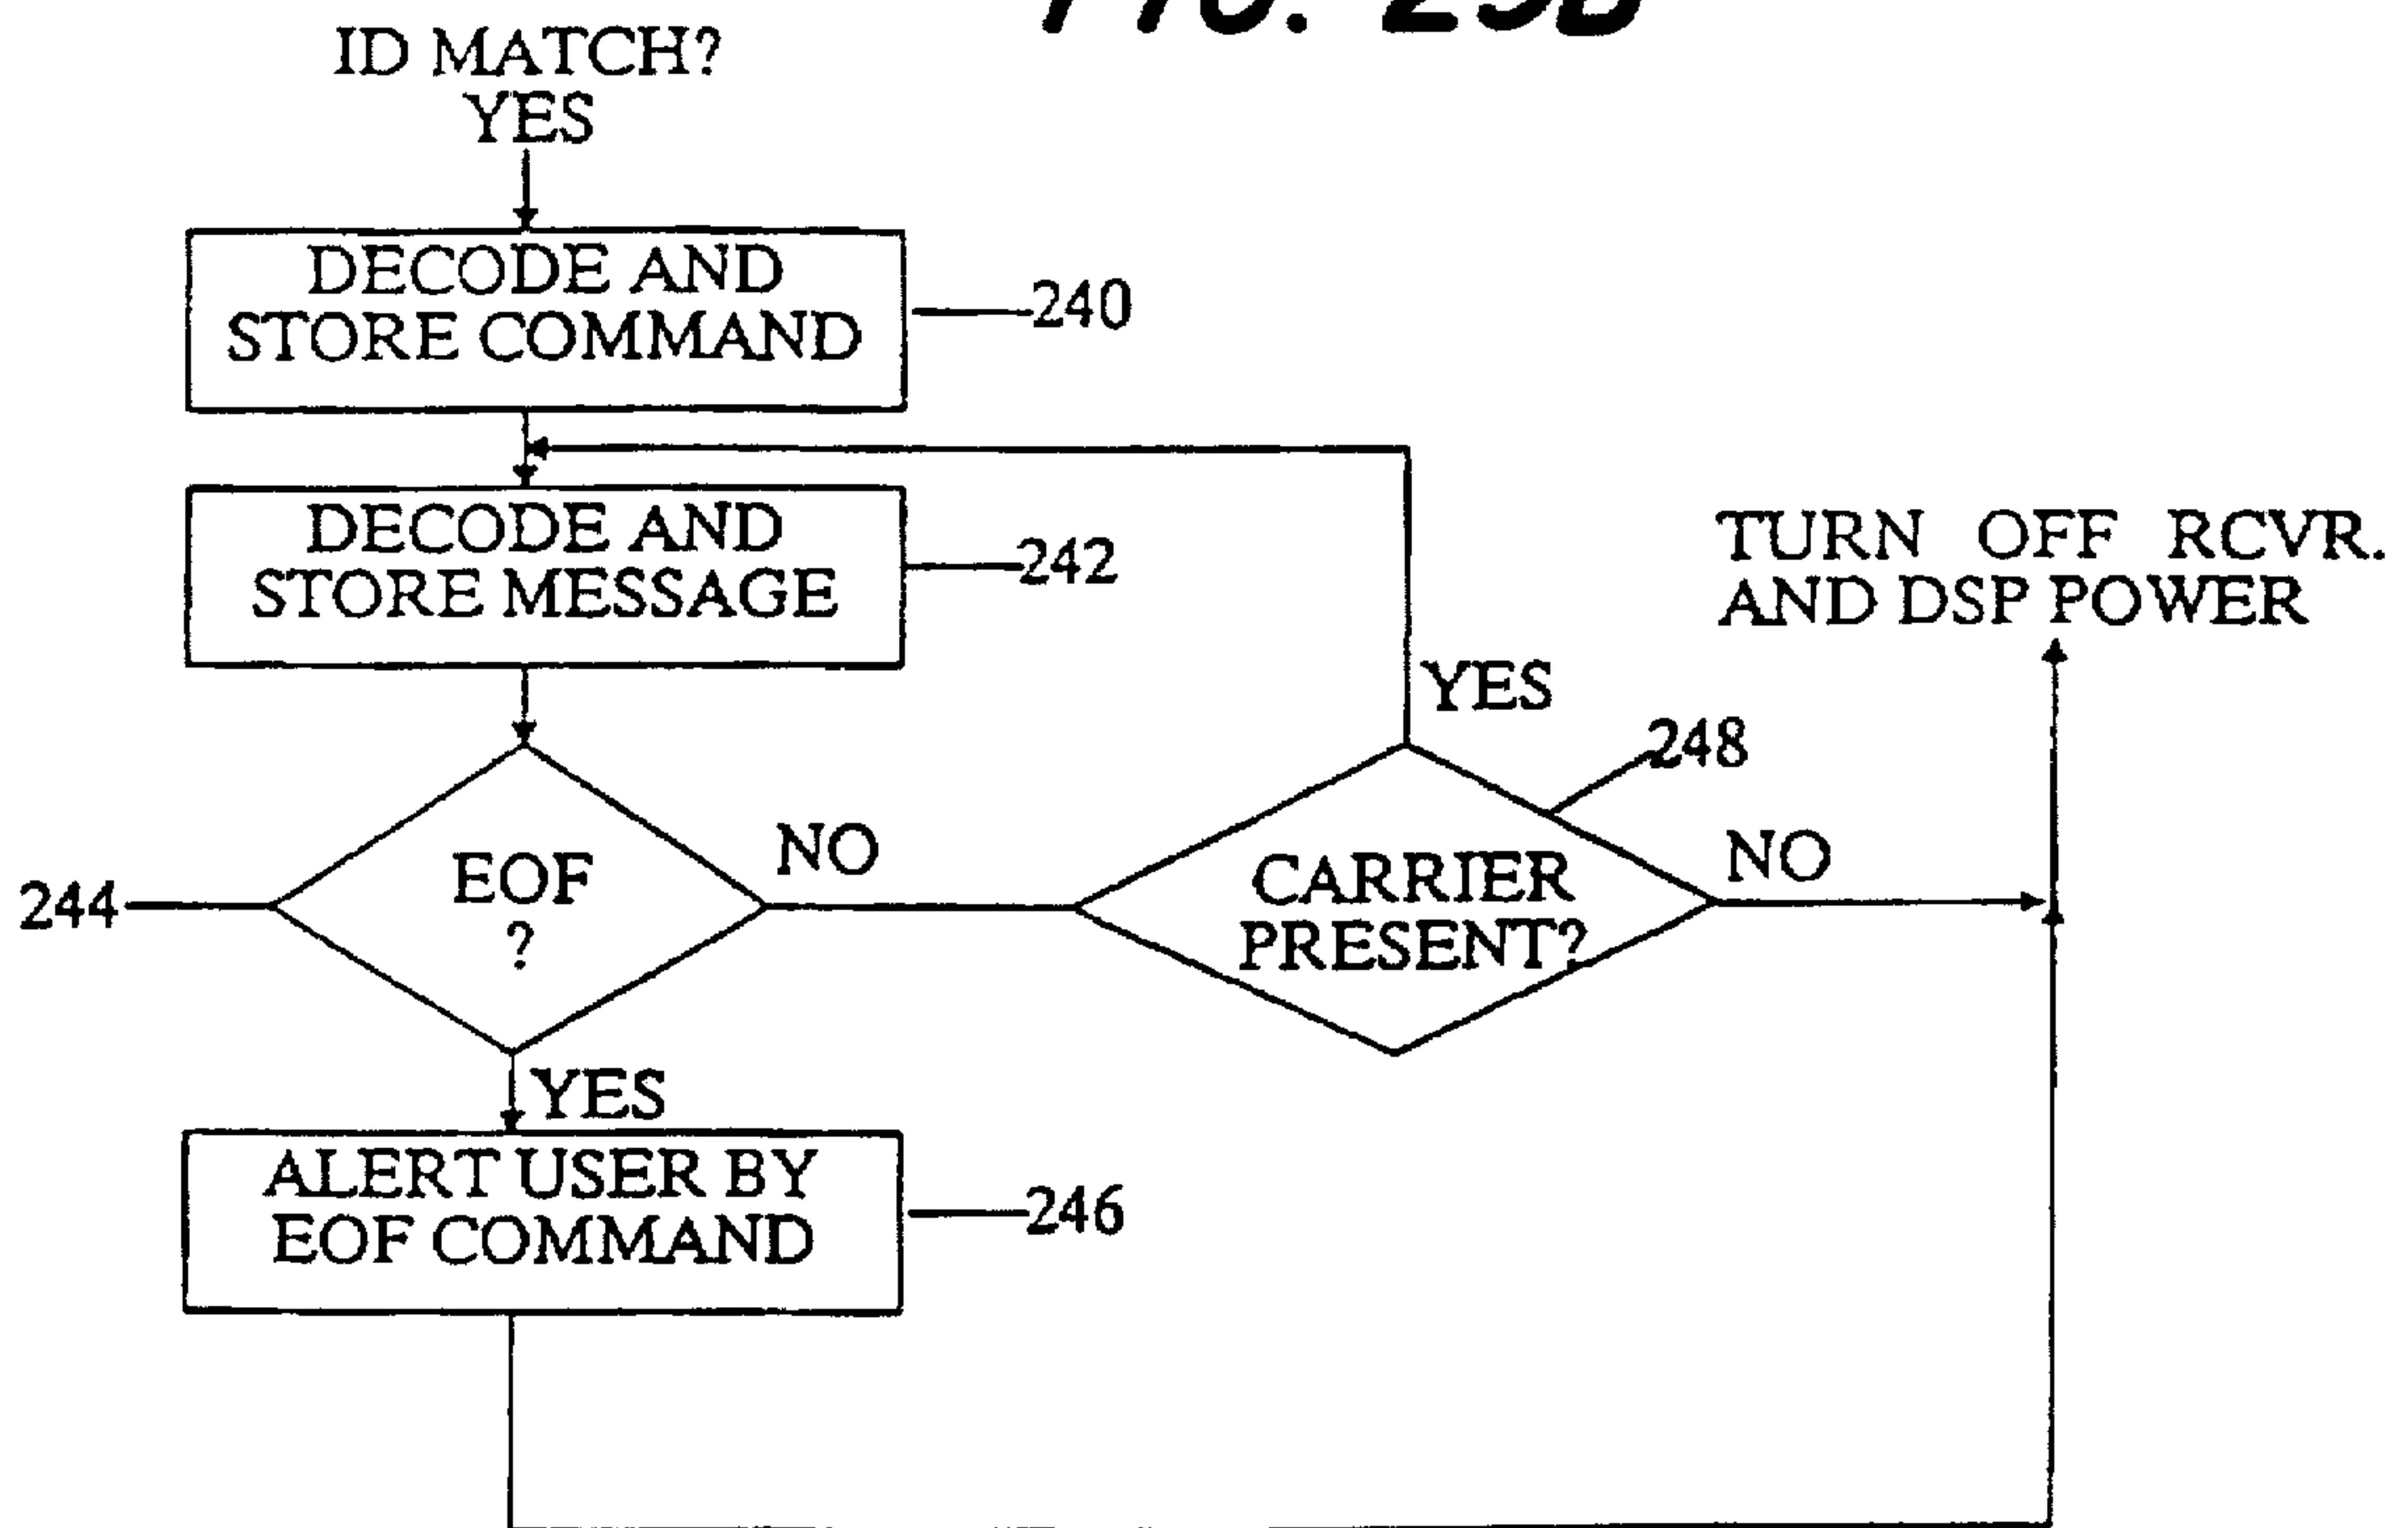 ID MATCH?
YES
DECODE AND
STORE COMMAND
240
DECODE AND
STORE MESSAGE
242
TURN OFF RCVR.
AND DSP POWER
YES
248
NO
NO
244
EOF
?
CARRIER
PRESENT?
YES
ALERT USER BY
EOF COMMAND
246